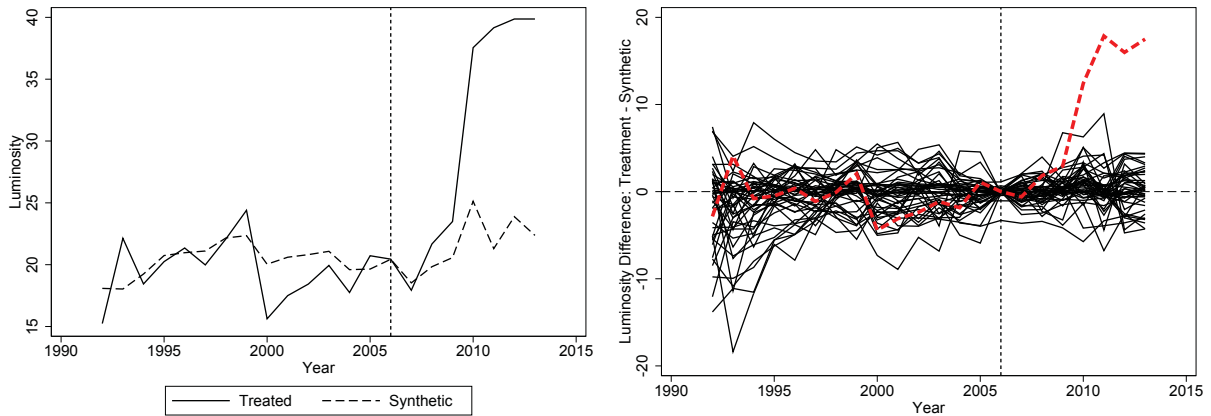 Luminosity
40
35
30
25
20
15
1990 1995 2000 2005 2010 2015
Year
Treated Synthetic
Luminosity Difference: Treatment - Synthetic
20
10
0
-10
-20
1990 1995 2000 2005 2010 2015
Year